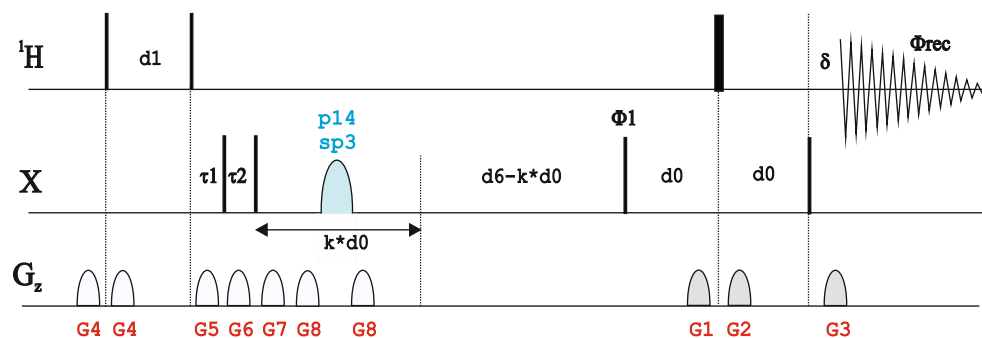 ¹H d1 δ Φrec
p14
sp3
Φ1
X τ1 τ2 d6-k*d0 d0 d0
k*d0
Gz
G4 G4 G5 G6 G7 G8 G8 G1 G2 G3